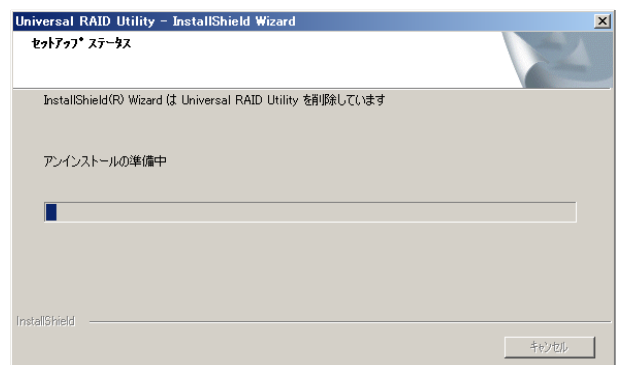 Universal RAID Utility - InstallShield Wizard
セットアップ ステータス
InstallShield(R) Wizard は Universal RAID Utility を削除しています
アンインストールの準備中
InstallShield
キャンセル